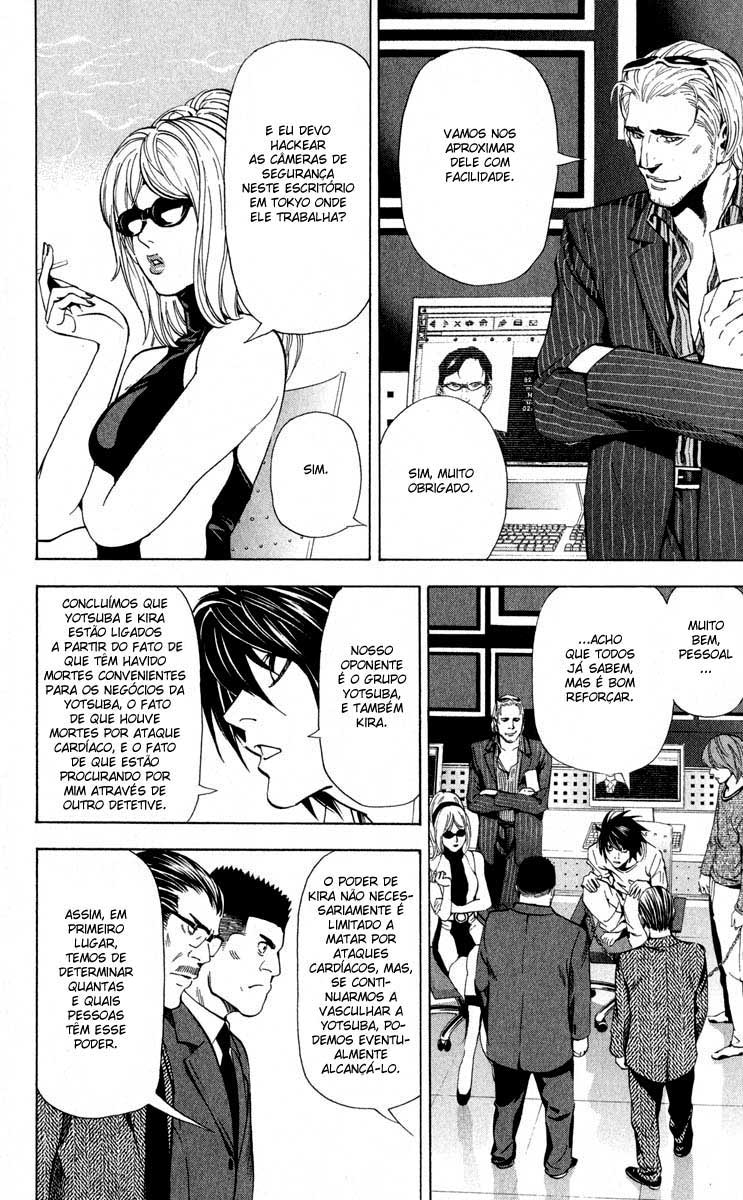 VAMOS NOS
APROXIMAR
DELE COM
FACILIDADE.
SIM, MUITO
OBRIGADO.
E EU DEVO
HACKEAR
AS CÂMERAS DE
SEGURANÇA
NESTE ESCRITÓRIO
EM TOKYO ONDE
ELE TRABALHA?
SIM.
MUITO
BEM,
PESSOAL
...
...ACHO
QUE TODOS
JÁ SABEM,
MAS É BOM
REFORÇAR.
NOSSO
OPONENTE
É O GRUPO
YOTSUBA,
E TAMBÉM
KIRA.
CONCLUÍMOS QUE
YOTSUBA E KIRA
ESTÃO LIGADOS
A PARTIR DO FATO DE
QUE TÊM HAVIDO
MORTES CONVENIENTES
PARA OS NEGÓCIOS DA
YOTSUBA, O FATO
DE QUE HOUVE
MORTES POR ATAQUE
CARDÍACO, E O FATO
DE QUE ESTÃO
PROCURANDO POR
MIM ATRAVÉS DE
OUTRO DETETIVE.
O PODER DE
KIRA NÃO NECES-
SARIAMENTE É
LIMITADO A
MATAR POR
ATAQUES
CARDÍACOS, MAS,
SE CONTI-
NUARMOS A
VASCULHAR A
YOTSUBA, PO-
DEMOS EVENTU-
ALMENTE
ALCANÇÁ-LO.
ASSIM, EM
PRIMEIRO
LUGAR,
TEMOS DE
DETERMINAR
QUANTAS
E QUAIS
PESSOAS
TÊM ESSE
PODER.